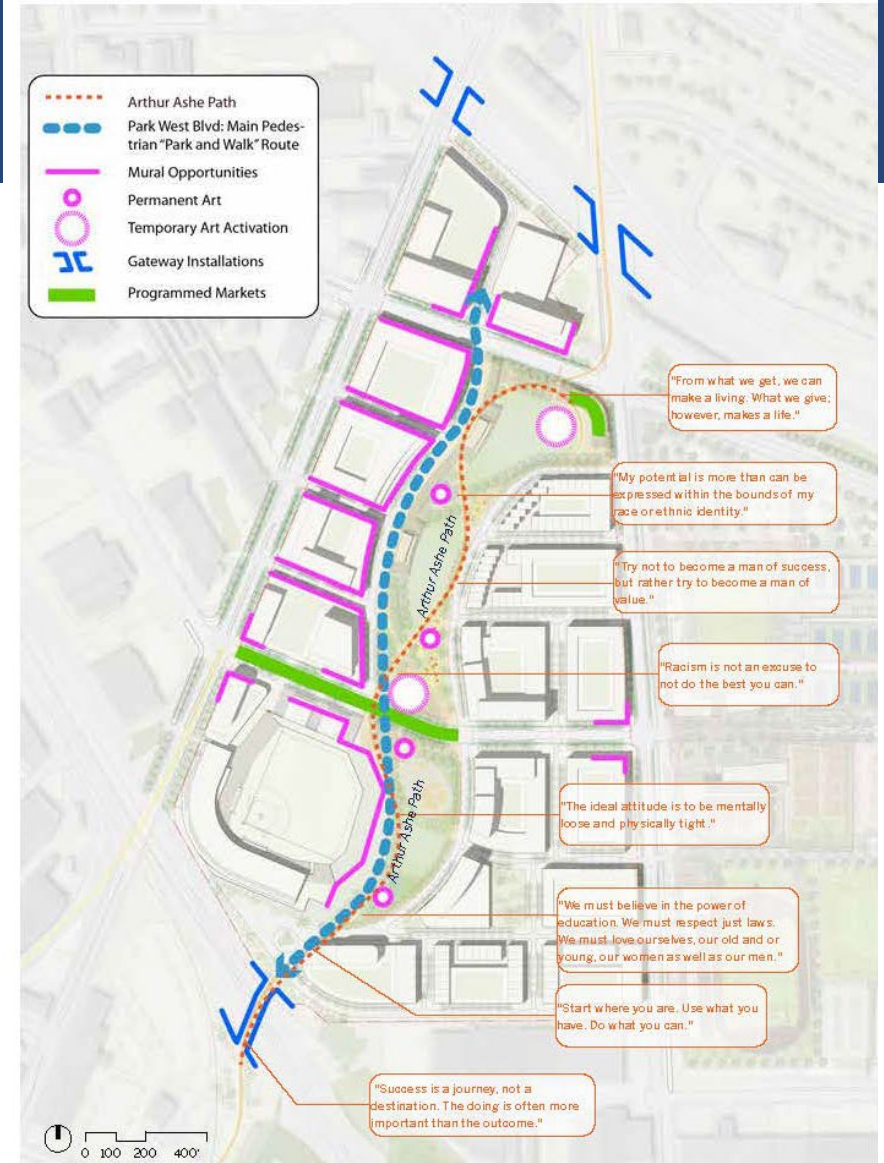 Arthur Ashe Path
Park West Blvd: Main Pedes-
trian "Park and Walk" Route
Mural Opportunities
Permanent Art
Temporary Art Activation
Gateway Installations
Programmed Markets
"From what we get, we can
make a living. What we give;
however, makes a life."
"My potential is more than can be
expressed within the bounds of my
race or ethnic identity."
Arthur Ashe Path
"Try not to become a man of success,
but rather try to become a man of
value."
"Racism is not an excuse to
not do the best you can."
Arthur Ashe Path
"The ideal attitude is to be mentally
loose and physically tight."
"We must believe in the power of
education. We must respect just laws.
We must love ourselves, our old and or
young, our women as well as our men."
"Start where you are. Use what you
have. Do what you can."
"Success is a journey, not a
destination. The doing is often more
important than the outcome."
0 100 200 400'